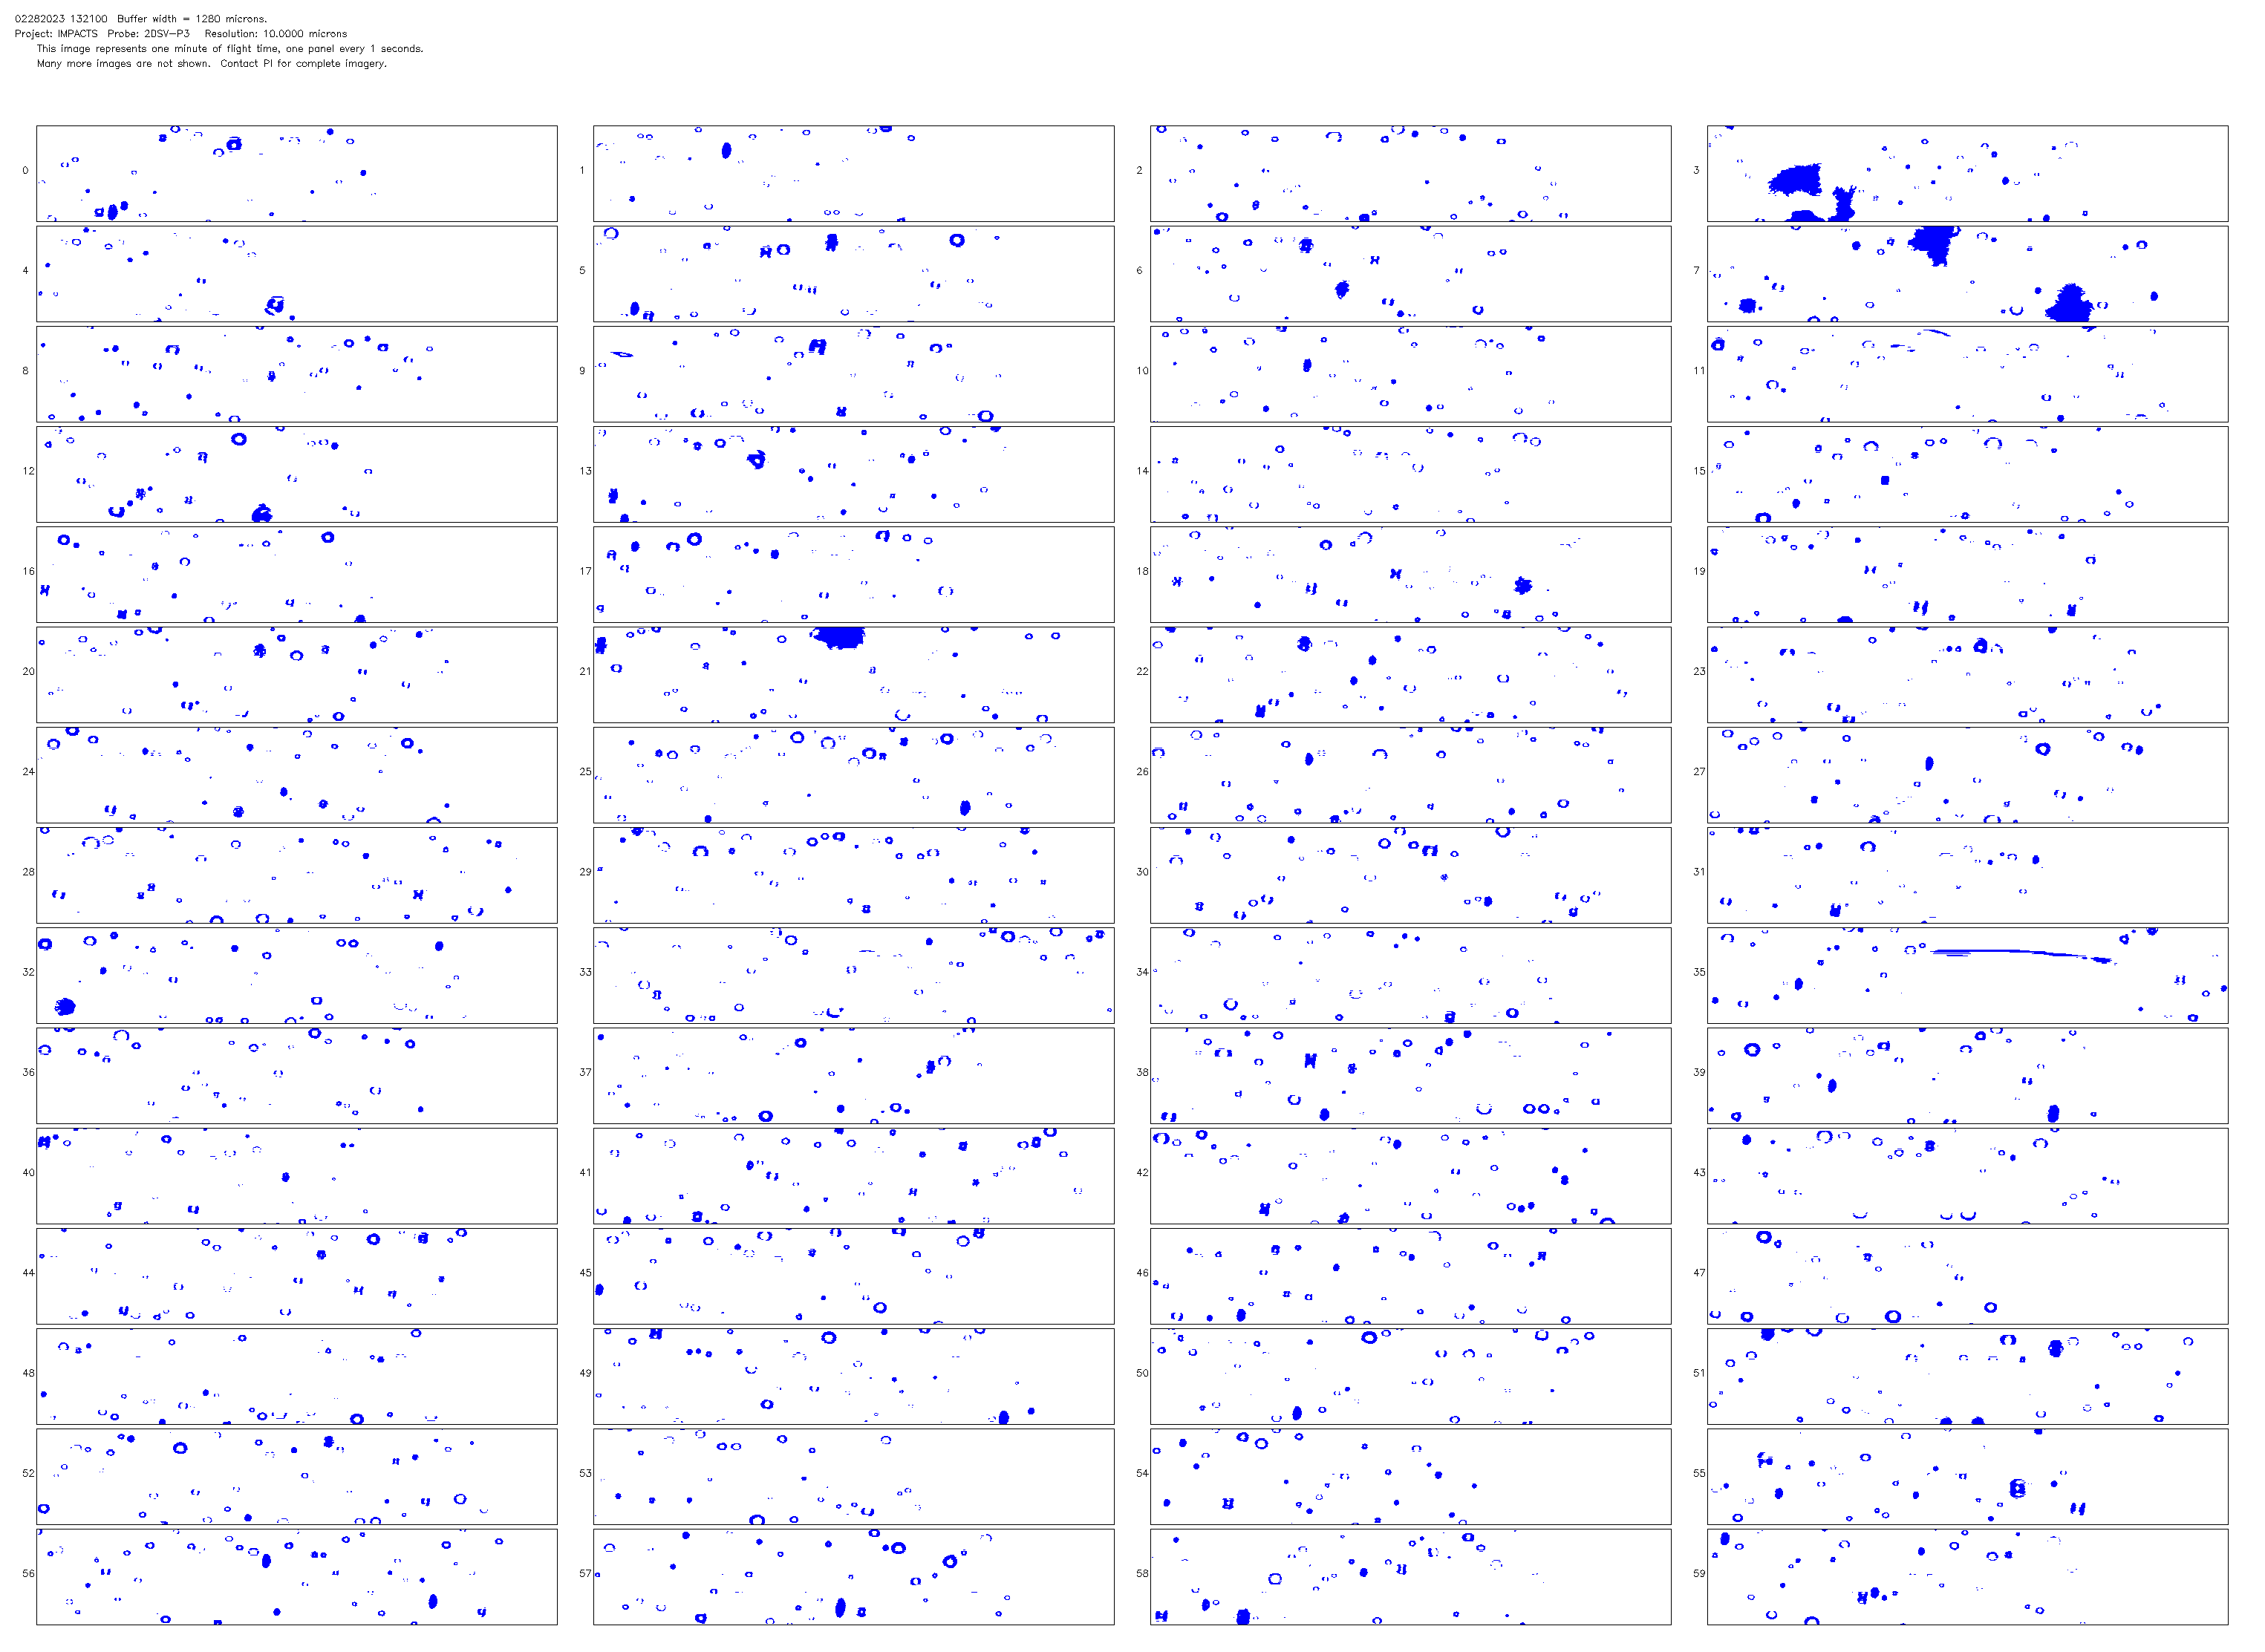 02282023 132100  Buffer width = 1280 microns.
Project: IMPACTS  Probe: 2DSV-P3  Resolution: 10.0000 microns
This image represents one minute of flight time, one panel every 1 seconds.
Many more images are not shown.  Contact PI for complete imagery.
0 1 2 3
4 5 6 7
8 9 10 11
12 13 14 15
16 17 18 19
20 21 22 23
24 25 26 27
28 29 30 31
32 33 34 35
36 37 38 39
40 41 42 43
44 45 46 47
48 49 50 51
52 53 54 55
56 57 58 59